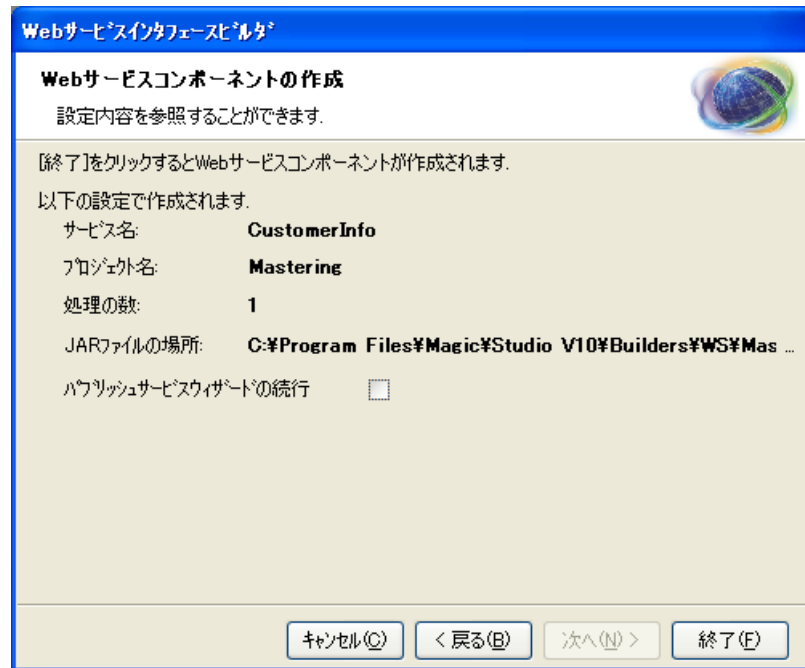 Webサービスインタフェースビルダ
Webサービスコンポーネントの作成
設定内容を参照することができます.
[終了]をクリックするとWebサービスコンポーネントが作成されます.
以下の設定で作成されます.
サービス名: CustomerInfo
プロジェクト名: Mastering
処理の数: 1
JARファイルの場所: C:¥Program Files¥Magic¥Studio V10¥Builders¥WS¥Mas ...
パブリッシュサービスウィザードの続行
キャンセル(C) < 戻る(B) 次へ(N) > 終了(F)